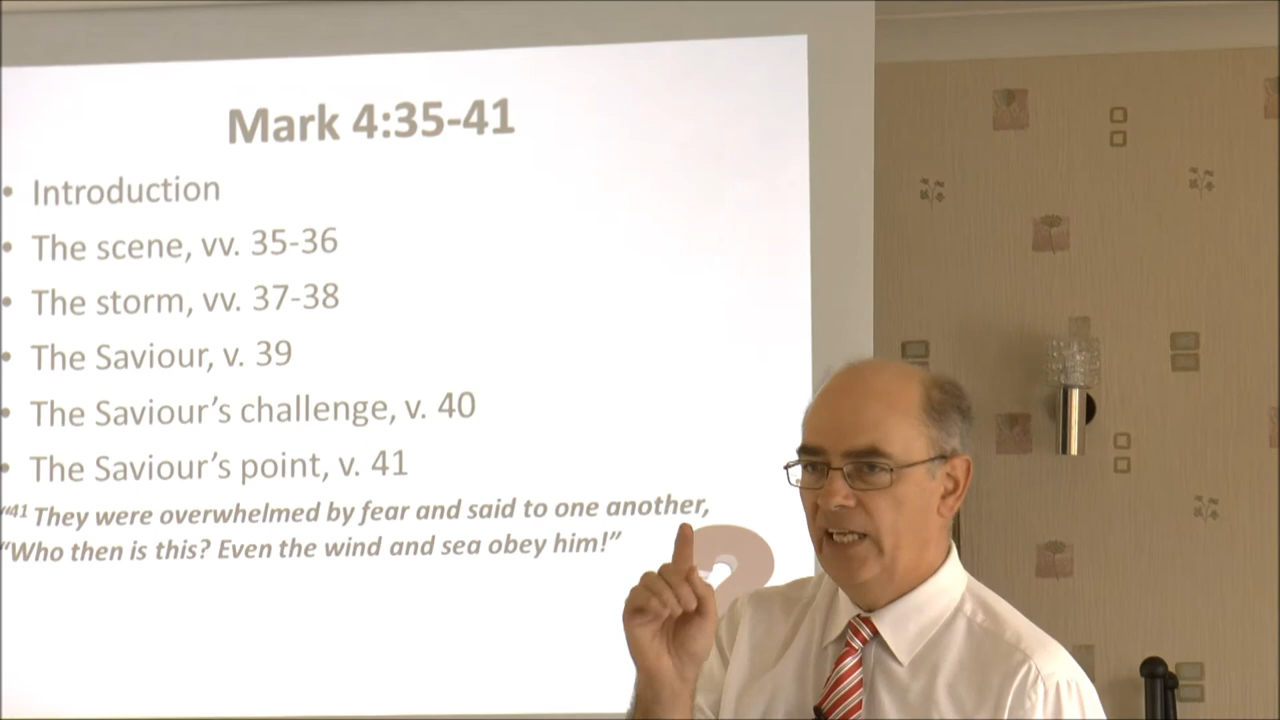 Mark 4:35-41
• Introduction
• The scene, vv. 35-36
• The storm, vv. 37-38
• The Saviour, v. 39
• The Saviour's challenge, v. 40
• The Saviour's point, v. 41
"41 They were overwhelmed by fear and said to one another,
"Who then is this? Even the wind and sea obey him!"
?